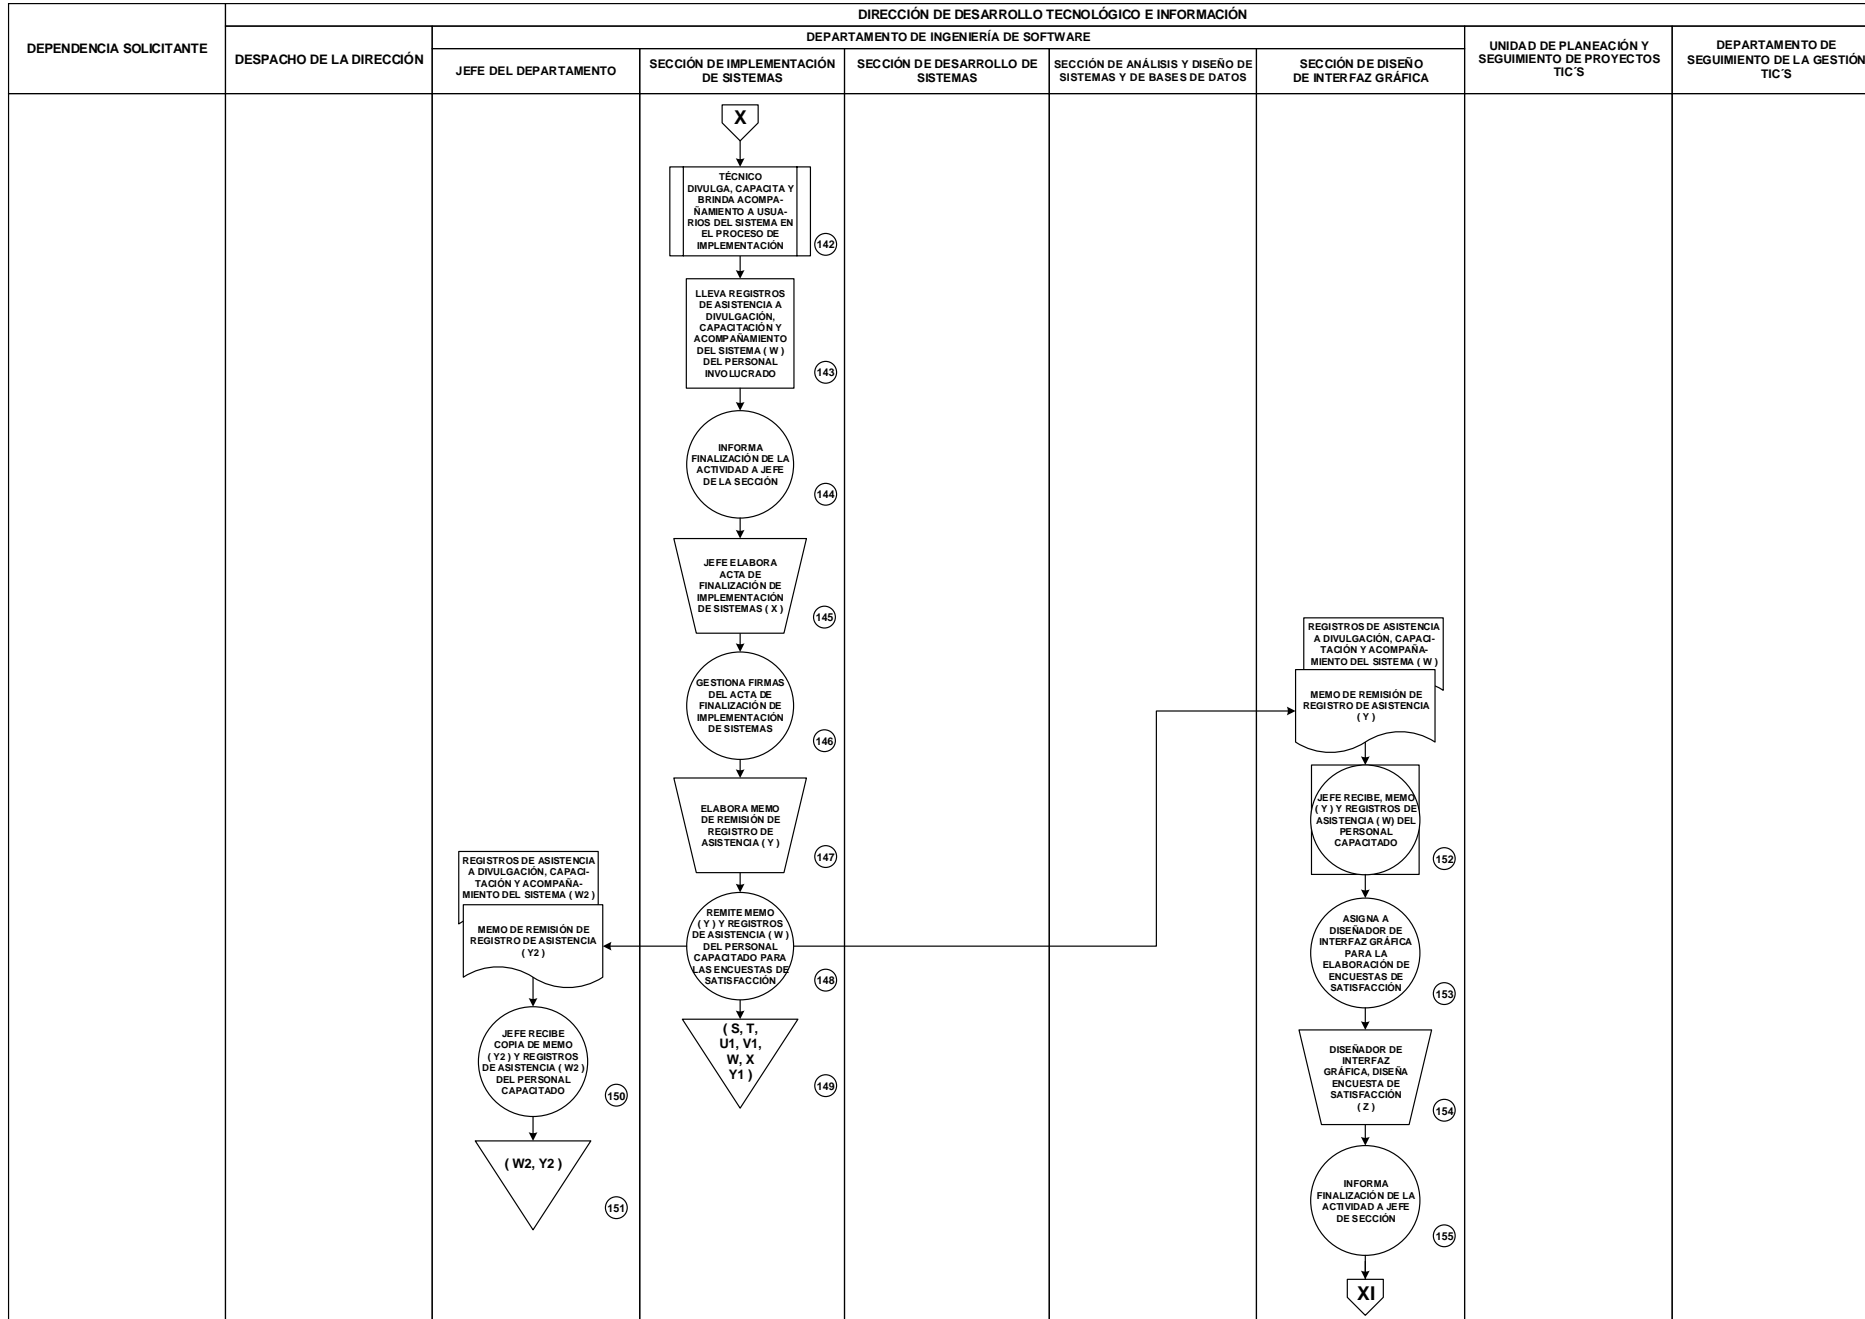 DIRECCIÓN DE DESARROLLO TECNOLÓGICO E INFORMACIÓN
DEPENDENCIA SOLICITANTE
DESPACHO DE LA DIRECCIÓN
DEPARTAMENTO DE INGENIERÍA DE SOFTWARE
JEFE DEL DEPARTAMENTO
SECCIÓN DE IMPLEMENTACIÓN
DE SISTEMAS
SECCIÓN DE DESARROLLO DE
SISTEMAS
SECCIÓN DE ANÁLISIS Y DISEÑO DE
SISTEMAS Y DE BASES DE DATOS
SECCIÓN DE DISEÑO
DE INTERFAZ GRÁFICA
UNIDAD DE PLANEACIÓN Y
SEGUIMIENTO DE PROYECTOS
TIC´S
DEPARTAMENTO DE
SEGUIMIENTO DE LA GESTIÓN
TIC´S
X
TÉCNICO
DIVULGA, CAPACITA Y
BRINDA ACOMPA-
ÑAMIENTO A USUA-
RIOS DEL SISTEMA EN
EL PROCESO DE
IMPLEMENTACIÓN
142
LLEVA REGISTROS
DE ASISTENCIA A
DIVULGACIÓN,
CAPACITACIÓN Y
ACOMPAÑAMIENTO
DEL SISTEMA ( W )
DEL PERSONAL
INVOLUCRADO
143
INFORMA
FINALIZACIÓN DE LA
ACTIVIDAD A JEFE
DE LA SECCIÓN
144
JEFE ELABORA
ACTA DE
FINALIZACIÓN DE
IMPLEMENTACIÓN
DE SISTEMAS ( X )
145
GESTIONA FIRMAS
DEL ACTA DE
FINALIZACIÓN DE
IMPLEMENTACIÓN
DE SISTEMAS
146
ELABORA MEMO
DE REMISIÓN DE
REGISTRO DE
ASISTENCIA ( Y )
147
REMITE MEMO
( Y ) Y REGISTROS
DE ASISTENCIA ( W )
DEL PERSONAL
CAPACITADO PARA
LAS ENCUESTAS DE
SATISFACCIÓN
148
( S, T,
U1, V1,
W, X
Y1 )
149
REGISTROS DE ASISTENCIA
A DIVULGACIÓN, CAPACI-
TACIÓN Y ACOMPAÑA-
MIENTO DEL SISTEMA ( W2 )
MEMO DE REMISIÓN DE
REGISTRO DE ASISTENCIA
( Y2 )
JEFE RECIBE
COPIA DE MEMO
( Y2 ) Y REGISTROS
DE ASISTENCIA ( W2 )
DEL PERSONAL
CAPACITADO
150
( W2, Y2 )
151
REGISTROS DE ASISTENCIA
A DIVULGACIÓN, CAPACI-
TACIÓN Y ACOMPAÑA-
MIENTO DEL SISTEMA ( W )
MEMO DE REMISIÓN DE
REGISTRO DE ASISTENCIA
( Y )
JEFE RECIBE, MEMO
( Y ) Y REGISTROS DE
ASISTENCIA ( W) DEL
PERSONAL
CAPACITADO
152
ASIGNA A
DISEÑADOR DE
INTERFAZ GRÁFICA
PARA LA
ELABORACIÓN DE
ENCUESTAS DE
SATISFACCIÓN
153
DISEÑADOR DE
INTERFAZ
GRÁFICA, DISEÑA
ENCUESTA DE
SATISFACCIÓN
( Z )
154
INFORMA
FINALIZACIÓN DE LA
ACTIVIDAD A JEFE
DE SECCIÓN
155
XI